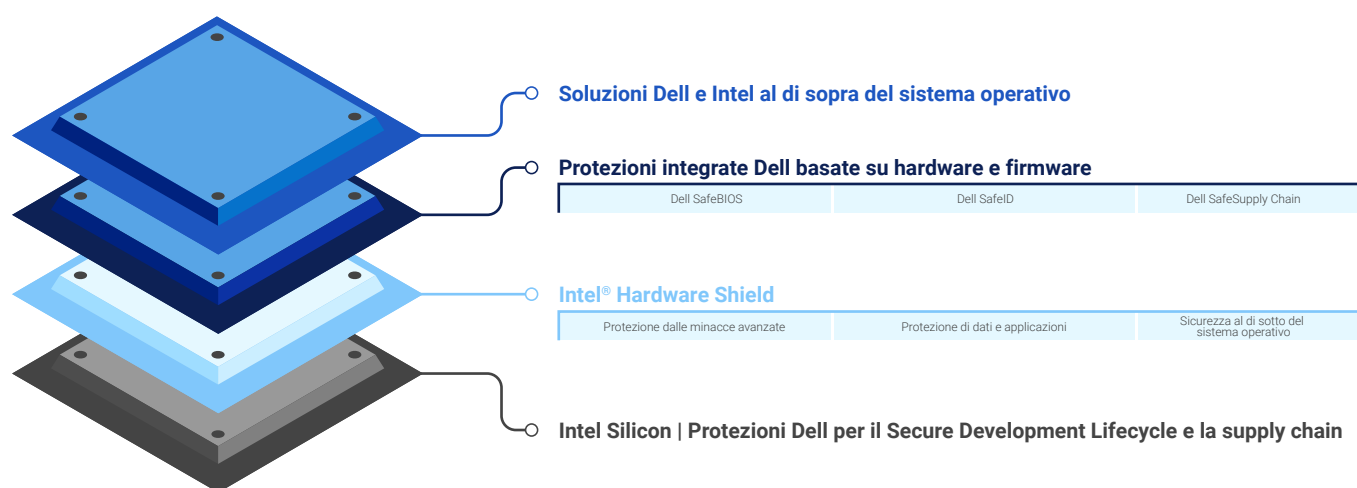 Soluzioni Dell e Intel al di sopra del sistema operativo
Protezioni integrate Dell basate su hardware e firmware
Dell SafeBIOS
Dell SafeID
Dell SafeSupply Chain
Intel® Hardware Shield
Protezione dalle minacce avanzate
Protezione di dati e applicazioni
Sicurezza al di sotto del
sistema operativo
Intel Silicon | Protezioni Dell per il Secure Development Lifecycle e la supply chain